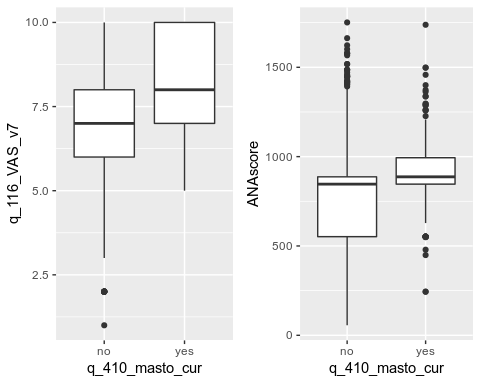 q_116_VAS_v7
10.0
7.5
5.0
2.5
no
yes
q_410_masto_cur
ANAscore
1500
1000
500
0
no
yes
q_410_masto_cur